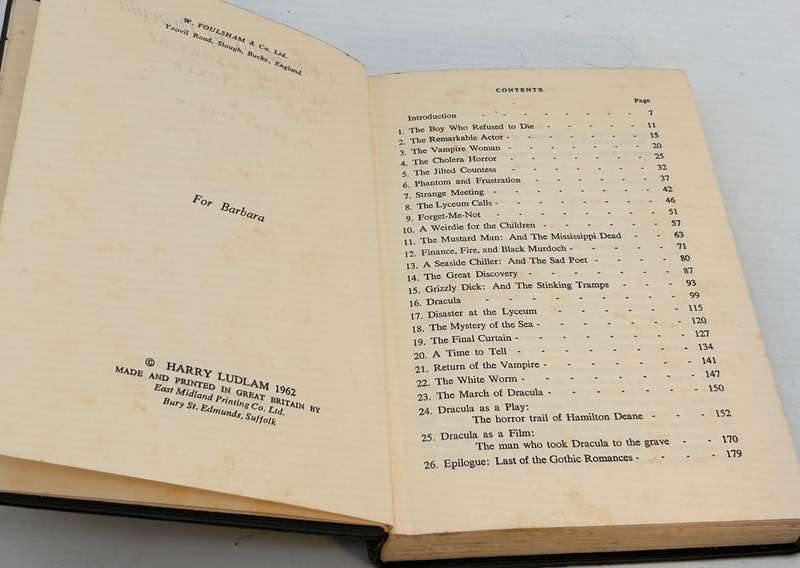 W. FOULSHAM & Co. Ltd.
Yeovil Road, Slough, Bucks., England.
For Barbara
© HARRY LUDLAM 1962
MADE AND PRINTED IN GREAT BRITAIN BY
East Midland Printing Co. Ltd.
Bury St. Edmunds, Suffolk
CONTENTS
Page
Introduction - - - - - - 7
1. The Boy Who Refused to Die - - - - - 11
2. The Remarkable Actor - - - - - - 15
3. The Vampire Woman - - - - - - 20
4. The Cholera Horror - - - - - - 25
5. The Jilted Countess - - - - - - 32
6. Phantom and Frustration - - - - - 37
7. Strange Meeting - - - - - - 42
8. The Lyceum Calls - - - - - - 46
9. Forget-Me-Not - - - - - - 51
10. A Weirdie for the Children - - - - - 57
11. The Mustard Man: And The Mississippi Dead - - 63
12. Finance, Fire, and Black Murdoch - - - - 71
13. A Seaside Chiller: And The Sad Poet - - - - 80
14. The Great Discovery - - - - - - 87
15. Grizzly Dick: And The Stinking Tramps - - - 93
16. Dracula - - - - - - - 99
17. Disaster at the Lyceum - - - - - 115
18. The Mystery of the Sea - - - - - - 120
19. The Final Curtain - - - - - - 127
20. A Time to Tell - - - - - - 134
21. Return of the Vampire - - - - - - 141
22. The White Worm - - - - - - 147
23. The March of Dracula - - - - - - 150
24. Dracula as a Play:
The horror trail of Hamilton Deane - - - 152
25. Dracula as a Film:
The man who took Dracula to the grave - - 170
26. Epilogue: Last of the Gothic Romances - - - - 179